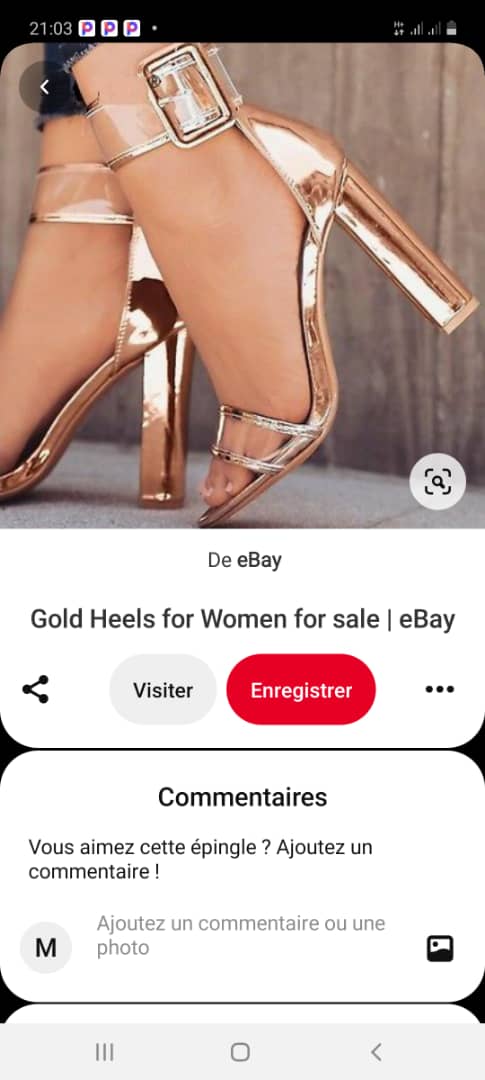 21:03
De eBay
Gold Heels for Women for sale | eBay
Visiter
Enregistrer
Commentaires
Vous aimez cette épingle ? Ajoutez un
commentaire !
Ajoutez un commentaire ou une
photo
M